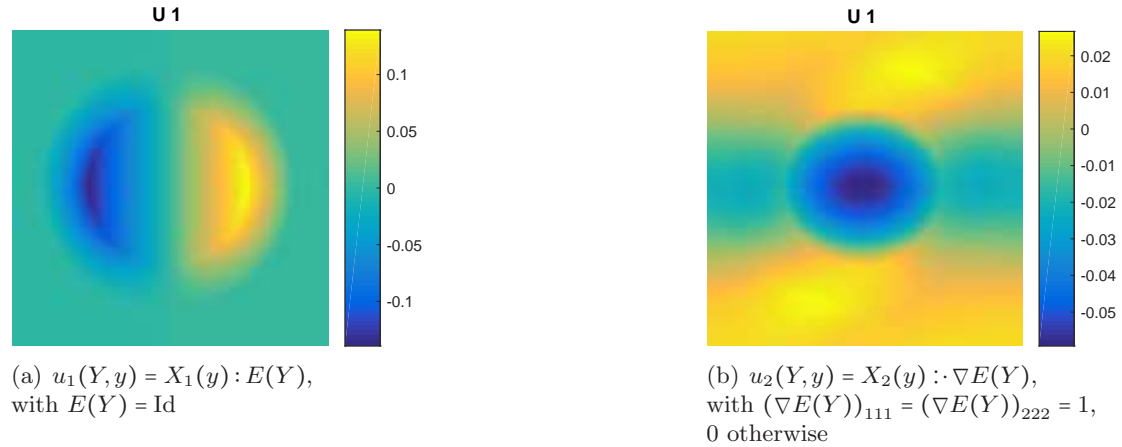 U 1
0.1
0.05
0
-0.05
-0.1
(a) u₁(Y, y) = X₁(y) : E(Y),
with E(Y) = Id
U 1
0.02
0.01
0
-0.01
-0.02
-0.03
-0.04
-0.05
(b) u₂(Y, y) = X₂(y) ⁝· ∇E(Y),
with (∇E(Y))₁₁₁ = (∇E(Y))₂₂₂ = 1,
0 otherwise